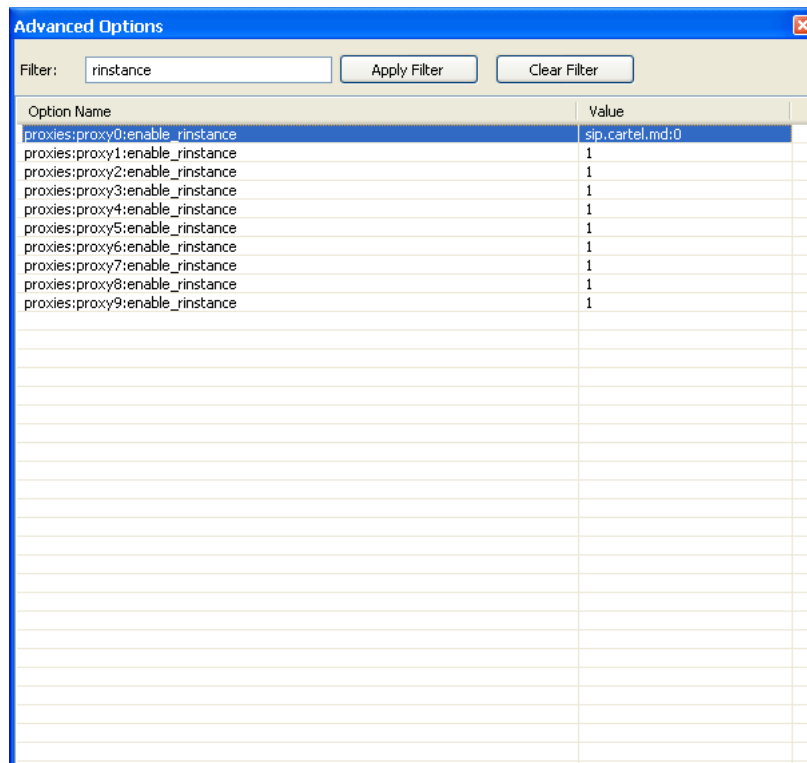 Advanced Options
Filter: rinstance Apply Filter Clear Filter
Option Name Value
proxies:proxy0:enable_rinstance sip.cartel.md:0
proxies:proxy1:enable_rinstance 1
proxies:proxy2:enable_rinstance 1
proxies:proxy3:enable_rinstance 1
proxies:proxy4:enable_rinstance 1
proxies:proxy5:enable_rinstance 1
proxies:proxy6:enable_rinstance 1
proxies:proxy7:enable_rinstance 1
proxies:proxy8:enable_rinstance 1
proxies:proxy9:enable_rinstance 1